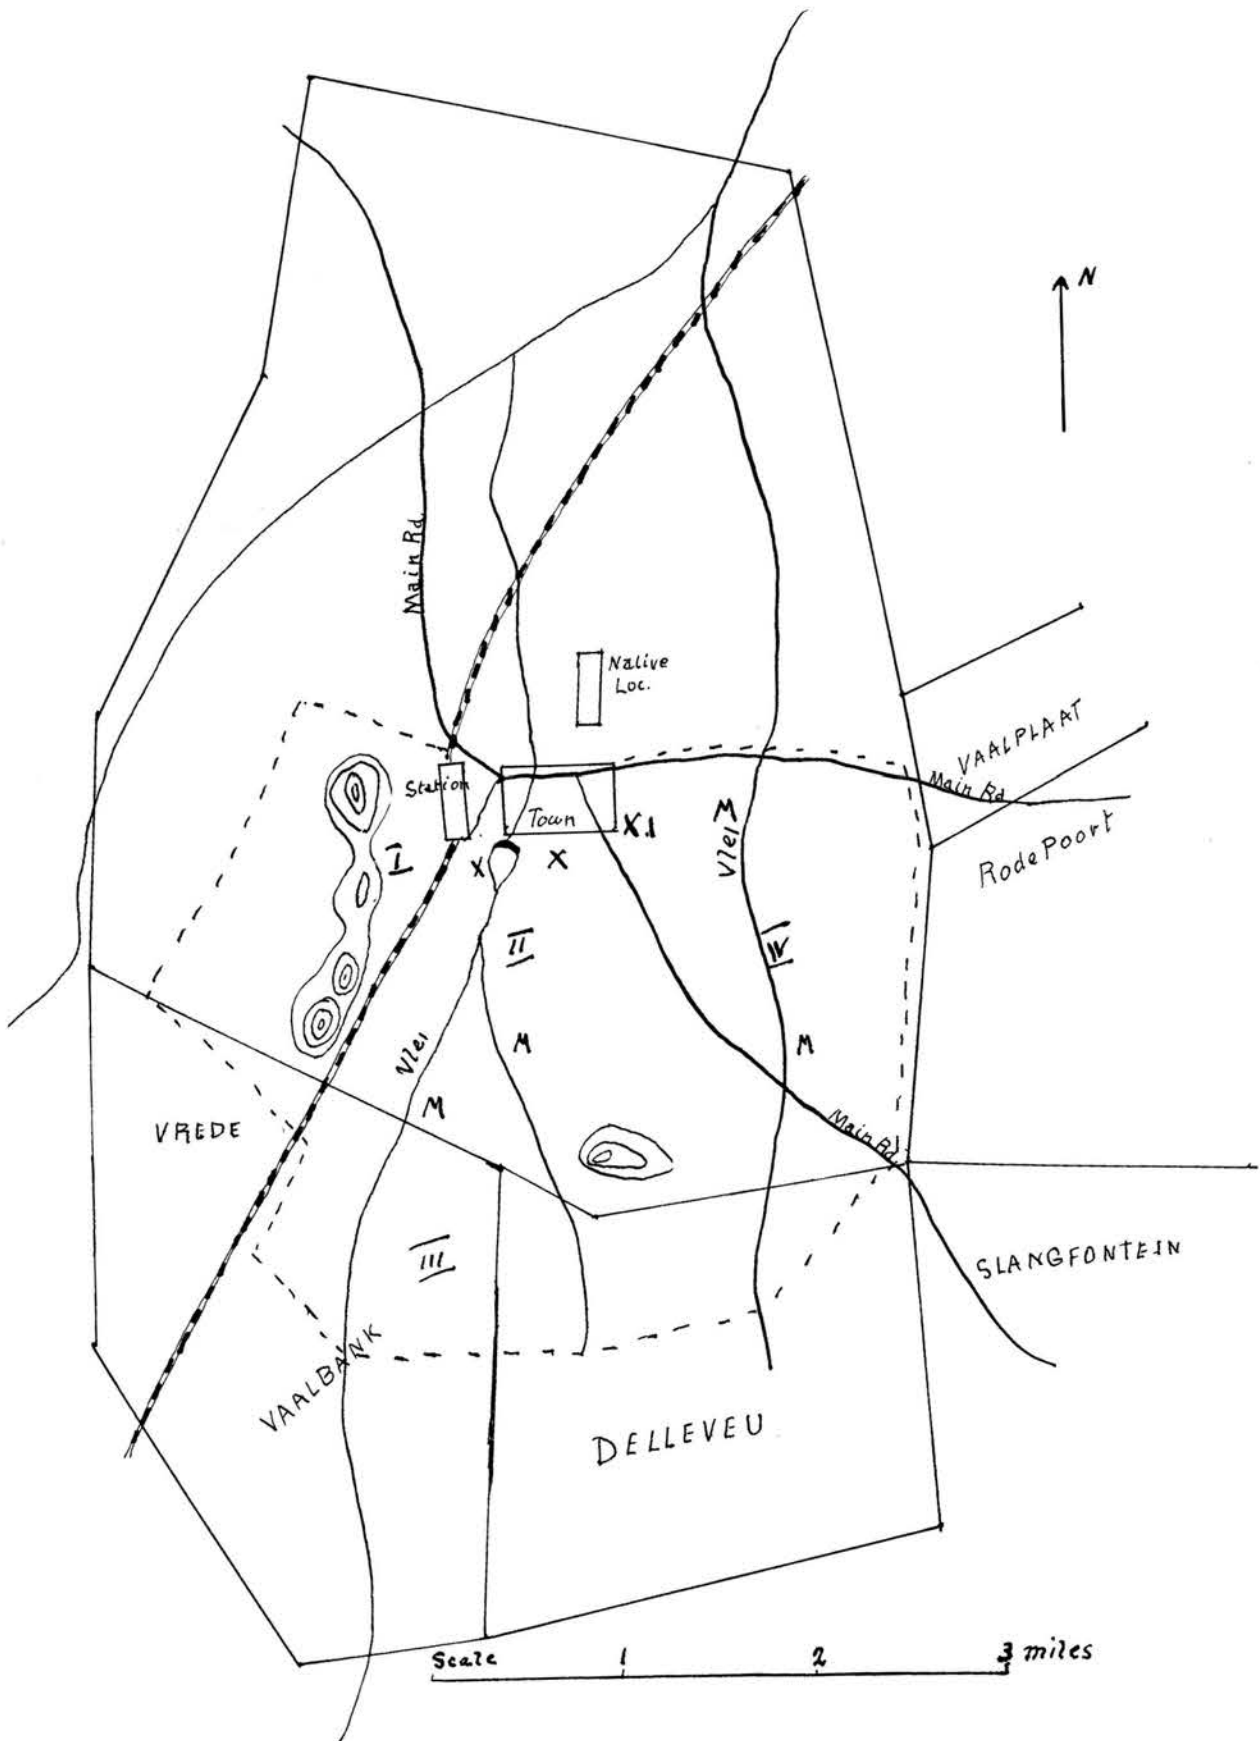 N
Main Rd.
Native
Loc.
VAALPLAAT
Station
Main Rd
Town
X.1
M
Vlei
RodePoort
I
X
X
II
IV
Vlei
M
M
M
VREDE
Main Rd.
III
SLANGFONTEIN
VAALBANK
DELLEVEU
Scale 1 2 3 miles